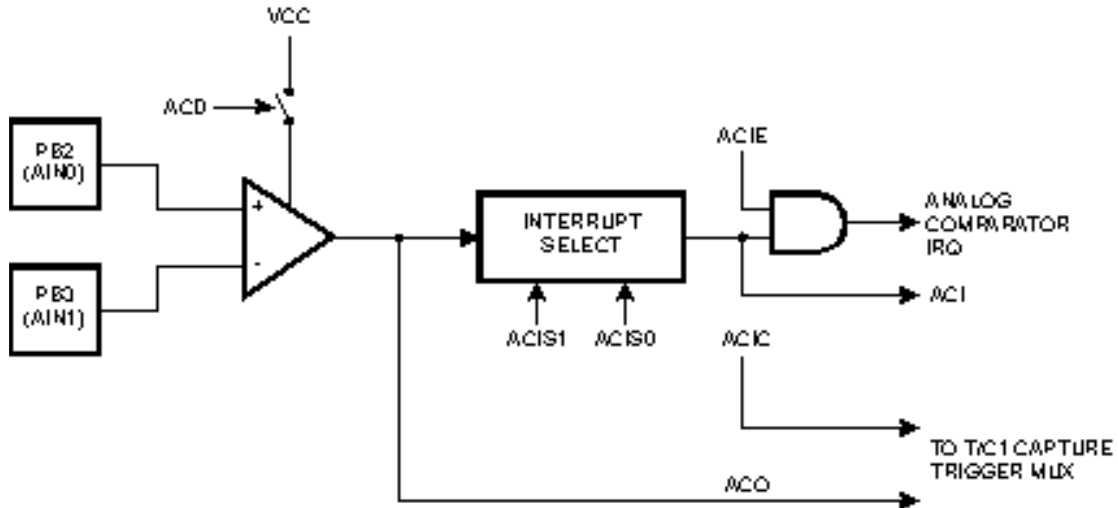 VCC
ACD
PB2
(AIN0)
ACIE
ANALOG
COMPARATOR
IRQ
+
INTERRUPT
SELECT
-
PB3
(AIN1)
ACI
ACIS1 ACIS0 ACIC
TO T/C1 CAPTURE
TRIGGER MUX
ACO